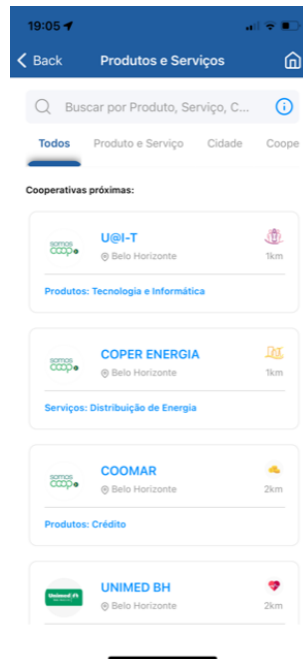 19:05
Back
Produtos e Serviços
Buscar por Produto, Serviço, C...
Todos
Produto e Serviço
Cidade
Coope
Cooperativas próximas:
somos
coop
U@I-T
Belo Horizonte
1km
Produtos: Tecnologia e Informática
somos
coop
COPER ENERGIA
Belo Horizonte
1km
Serviços: Distribuição de Energia
somos
coop
COOMAR
Belo Horizonte
2km
Produtos: Crédito
Unimed
UNIMED BH
Belo Horizonte
2km